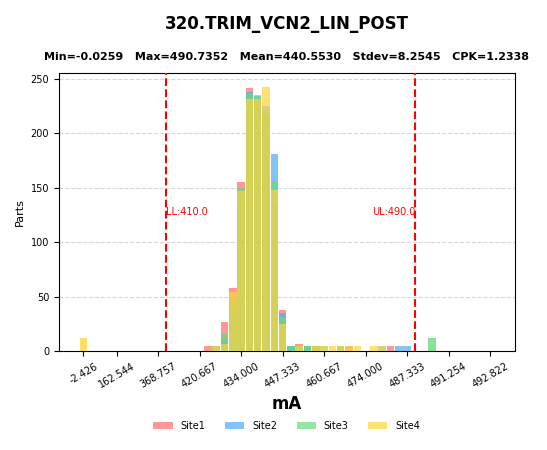 320.TRIM_VCN2_LIN_POST
Min=-0.0259 Max=490.7352 Mean=440.5530 Stdev=8.2545 CPK=1.2338
250
200
150
100
50
0
Parts
LL:410.0
UL:490.0
-2.426 162.544 368.757 420.667 434.000 447.333 460.667 474.000 487.333 491.254 492.822
mA
Site1 Site2 Site3 Site4